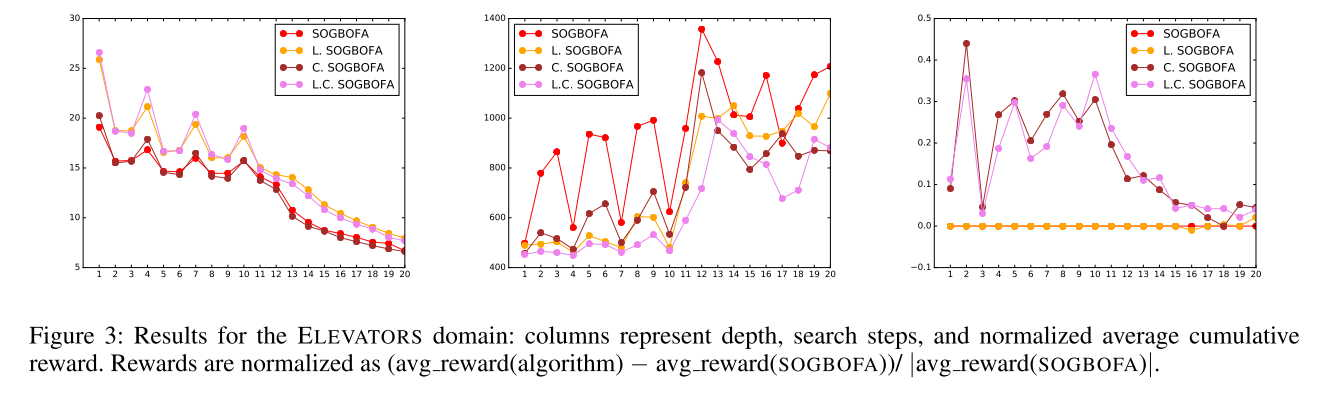 30
25
20
15
10
5
1 2 3 4 5 6 7 8 9 10 11 12 13 14 15 16 17 18 19 20
SOGBOFA
L. SOGBOFA
C. SOGBOFA
L.C. SOGBOFA
1400
1200
1000
800
600
400
1 2 3 4 5 6 7 8 9 10 11 12 13 14 15 16 17 18 19 20
SOGBOFA
L. SOGBOFA
C. SOGBOFA
L.C. SOGBOFA
0.5
0.4
0.3
0.2
0.1
0.0
−0.1
1 2 3 4 5 6 7 8 9 10 11 12 13 14 15 16 17 18 19 20
SOGBOFA
L. SOGBOFA
C. SOGBOFA
L.C. SOGBOFA
Figure 3: Results for the ELEVATORS domain: columns represent depth, search steps, and normalized average cumulative
reward. Rewards are normalized as (avg_reward(algorithm) − avg_reward(SOGBOFA))/ |avg_reward(SOGBOFA)|.